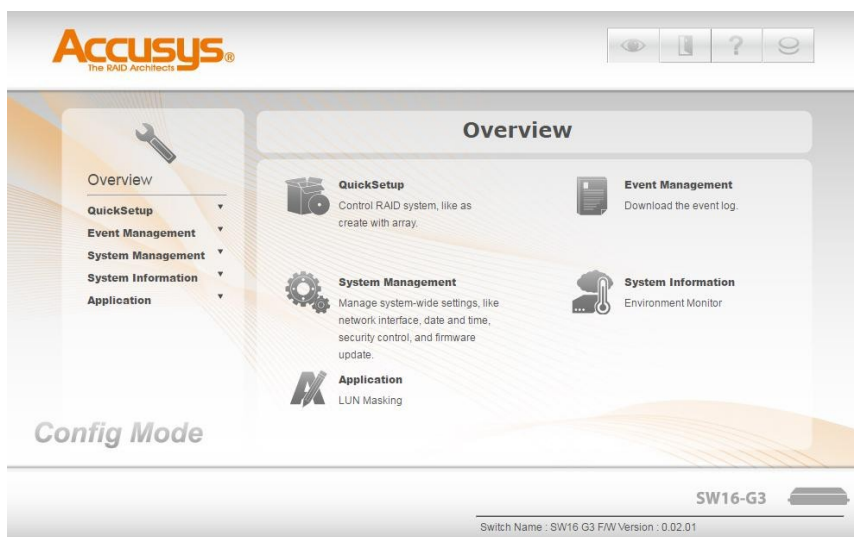 Accusys®
The RAID Architects
?
Overview
Overview
QuickSetup
Event Management
System Management
System Information
Application
QuickSetup
Control RAID system, like as
create with array.
Event Management
Download the event log.
System Management
Manage system-wide settings, like
network interface, date and time,
security control, and firmware
update.
System Information
Environment Monitor
Application
LUN Masking
Config Mode
SW16-G3
Switch Name : SW16 G3 F/W Version : 0.02.01